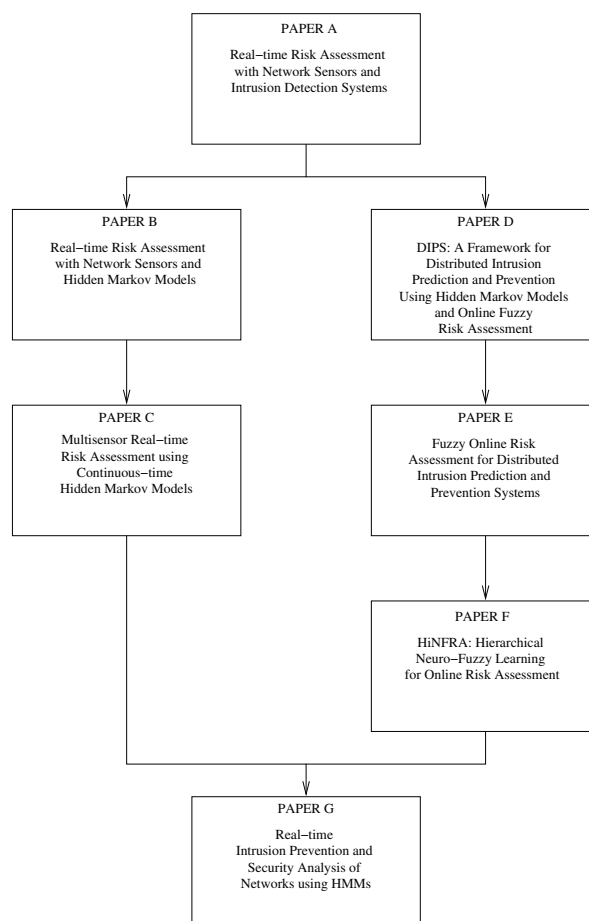 PAPER A
Real−time Risk Assessment
with Network Sensors and
Intrusion Detection Systems
PAPER B
Real−time Risk Assessment
with Network Sensors and
Hidden Markov Models
PAPER D
DIPS: A Framework for
Distributed Intrusion
Prediction and Prevention
Using Hidden Markov Models
and Online Fuzzy
Risk Assessment
PAPER C
Multisensor Real−time
Risk Assessment using
Continuous−time
Hidden Markov Models
PAPER E
Fuzzy Online Risk
Assessment for Distributed
Intrusion Prediction and
Prevention Systems
PAPER F
HiNFRA: Hierarchical
Neuro−Fuzzy Learning
for Online Risk Assessment
PAPER G
Real−time
Intrusion Prevention and
Security Analysis of
Networks using HMMs